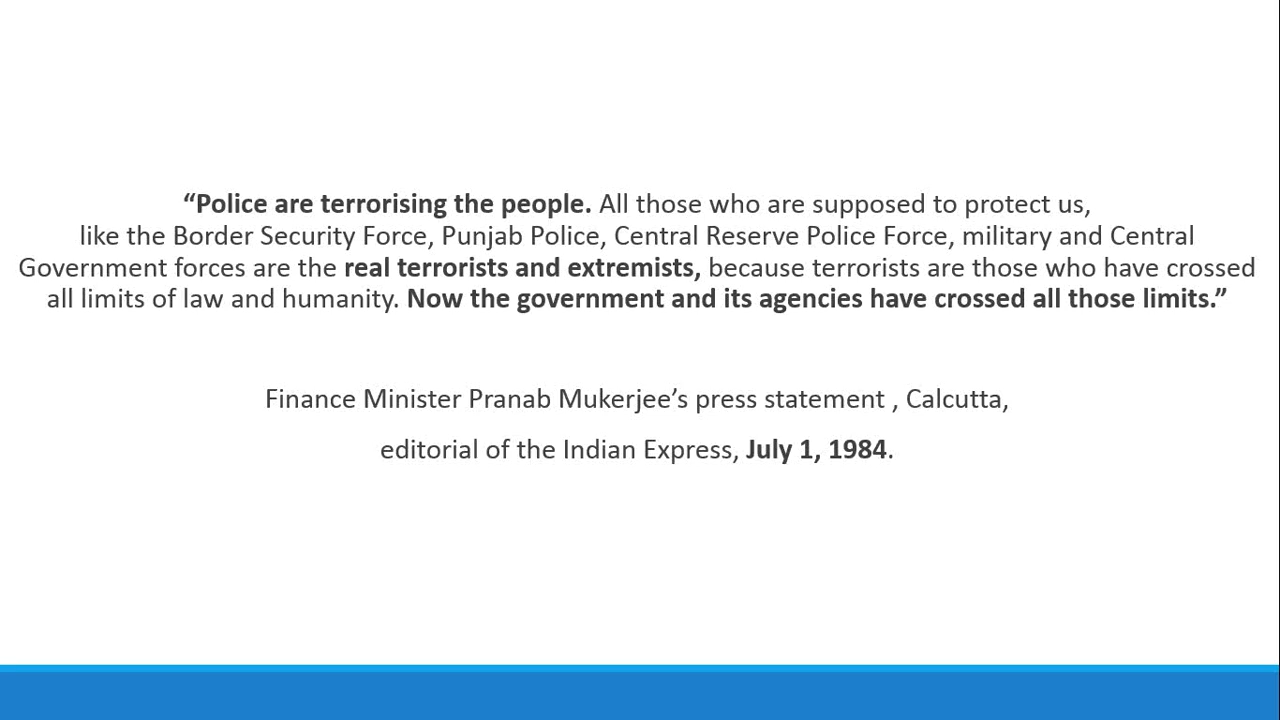 “Police are terrorising the people. All those who are supposed to protect us,
like the Border Security Force, Punjab Police, Central Reserve Police Force, military and Central
Government forces are the real terrorists and extremists, because terrorists are those who have crossed
all limits of law and humanity. Now the government and its agencies have crossed all those limits.”
Finance Minister Pranab Mukerjee’s press statement , Calcutta,
editorial of the Indian Express, July 1, 1984.